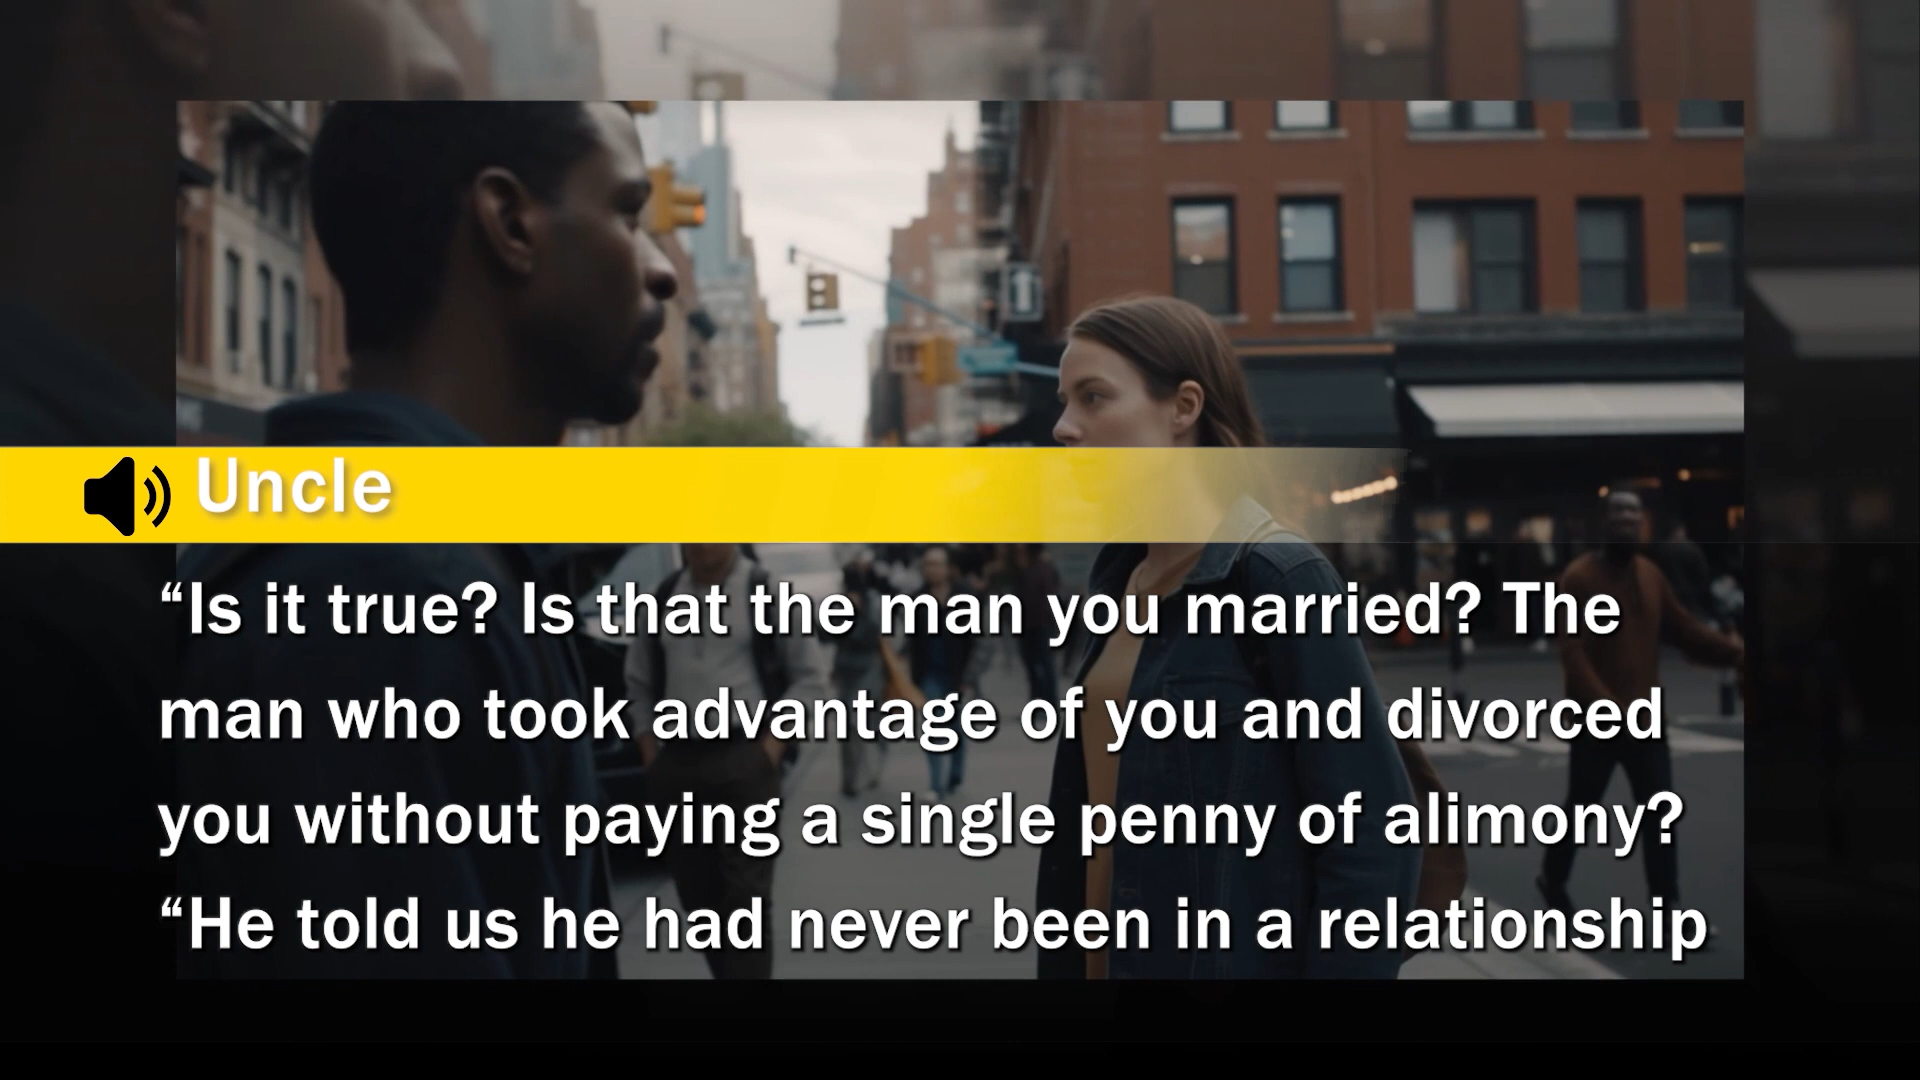 Uncle
“Is it true? Is that the man you married? The
man who took advantage of you and divorced
you without paying a single penny of alimony?
“He told us he had never been in a relationship